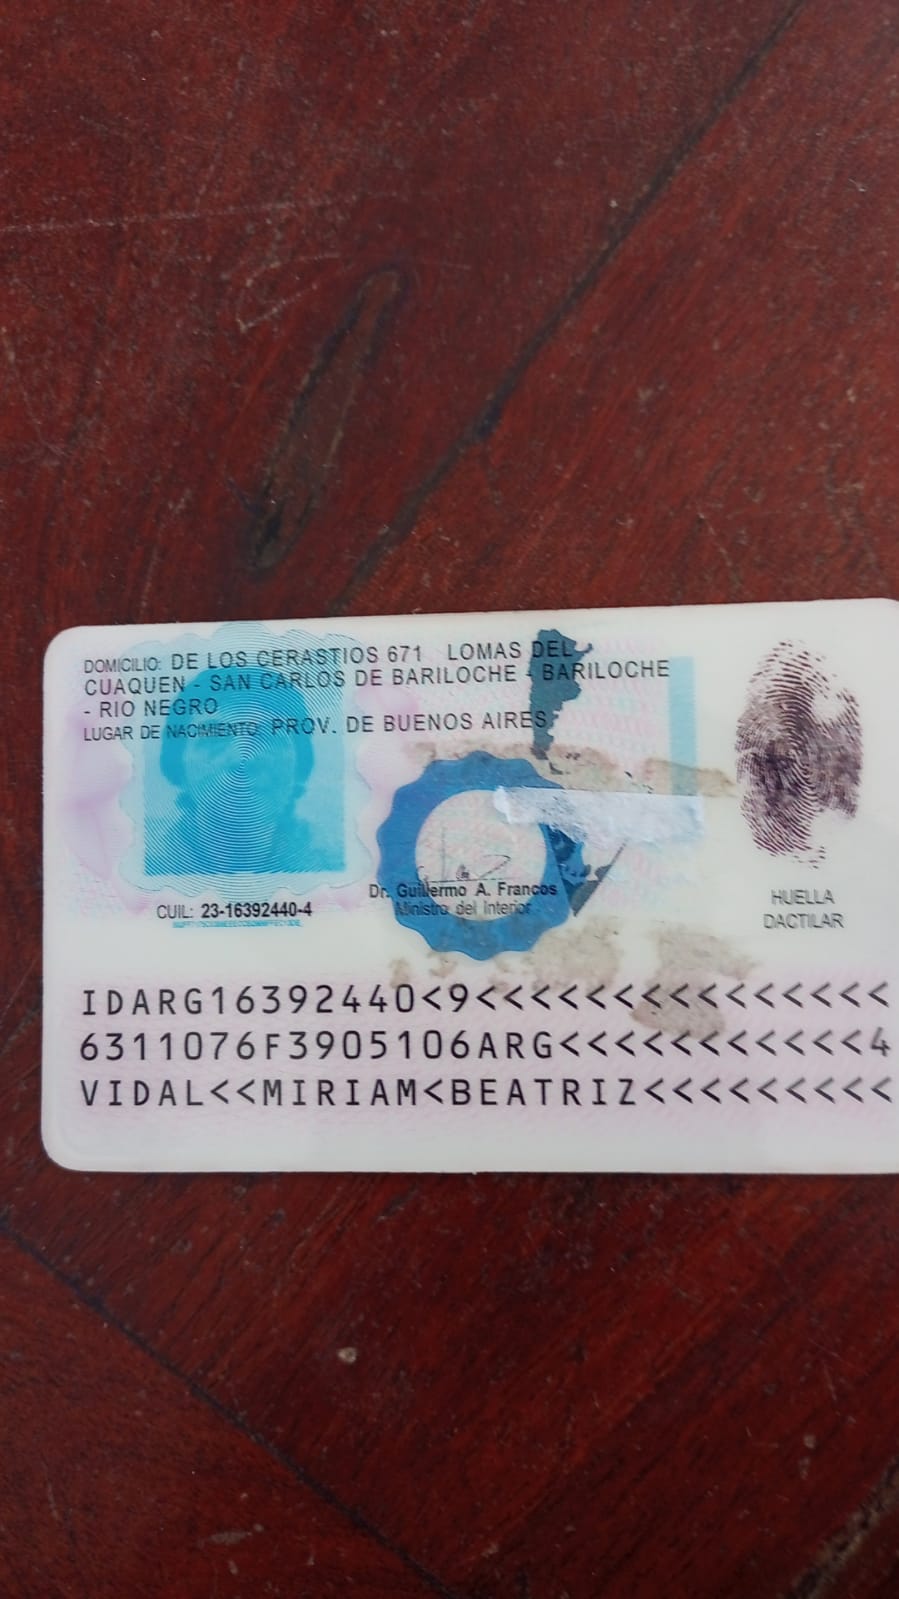 DOMICILIO: DE LOS CERASTIOS 671 LOMAS DEL
CUAQUEN - SAN CARLOS DE BARILOCHE - BARILOCHE
- RIO NEGRO
LUGAR DE NACIMIENTO: PROV. DE BUENOS AIRES
Dr. Guillermo A. Francos
Ministro del Interior
CUIL: 23-16392440-4
HUELLA
DACTILAR
IDARG16392440<9<<<<<<<<<<<<<<<
6311076F3905106ARG<<<<<<<<<<<4
VIDAL<<MIRIAM<BEATRIZ<<<<<<<<<